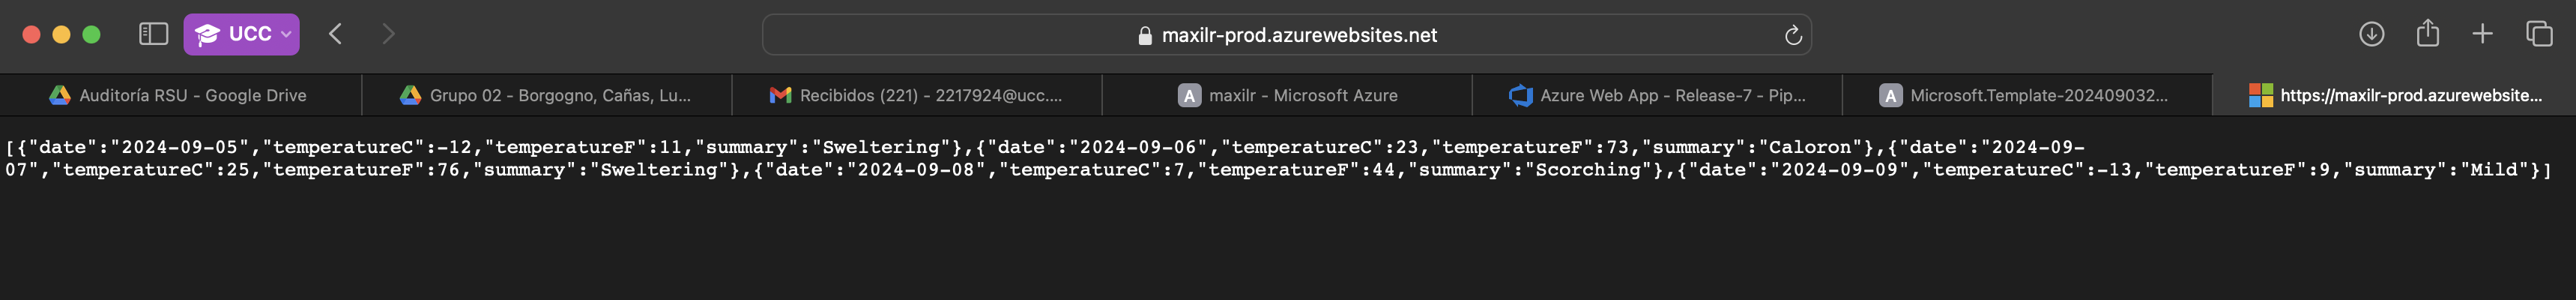 UCC
maxilr-prod.azurewebsites.net
Auditoría RSU - Google Drive
Grupo 02 - Borgogno, Cañas, Lu...
Recibidos (221) - 2217924@ucc....
A maxilr - Microsoft Azure
Azure Web App - Release-7 - Pip...
A Microsoft.Template-202409032...
https://maxilr-prod.azurewebsite...
[{"date":"2024-09-05","temperatureC":-12,"temperatureF":11,"summary":"Sweltering"},{"date":"2024-09-06","temperatureC":23,"temperatureF":73,"summary":"Caloron"},{"date":"2024-09-
07","temperatureC":25,"temperatureF":76,"summary":"Sweltering"},{"date":"2024-09-08","temperatureC":7,"temperatureF":44,"summary":"Scorching"},{"date":"2024-09-09","temperatureC":-13,"temperatureF":9,"summary":"Mild"}]